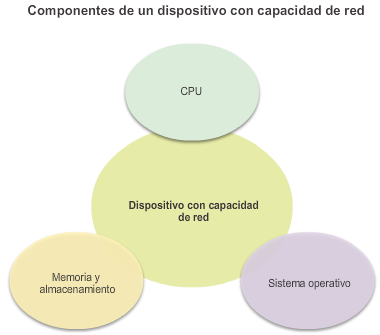 Componentes de un dispositivo con capacidad de red
CPU
Dispositivo con capacidad
de red
Memoria y
almacenamiento
Sistema operativo